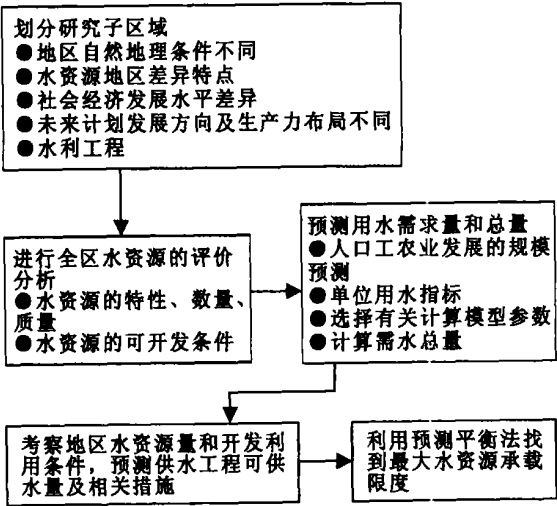 划分研究子区域
●地区自然地理条件不同
●水资源地区差异特点
●社会经济发展水平差异
●未来计划发展方向及生产力布局不同
●水利工程
进行全区水资源的评价
分析
●水资源的特性、数量、
质量
●水资源的可开发条件
预测用水需求量和总量
●人口工农业发展的规模
预测
●单位用水指标
●选择有关计算模型参数
●计算需水总量
考察地区水资源量和开发利
用条件，预测供水工程可供
水量及相关措施
利用预测平衡法找
到最大水资源承载
限度